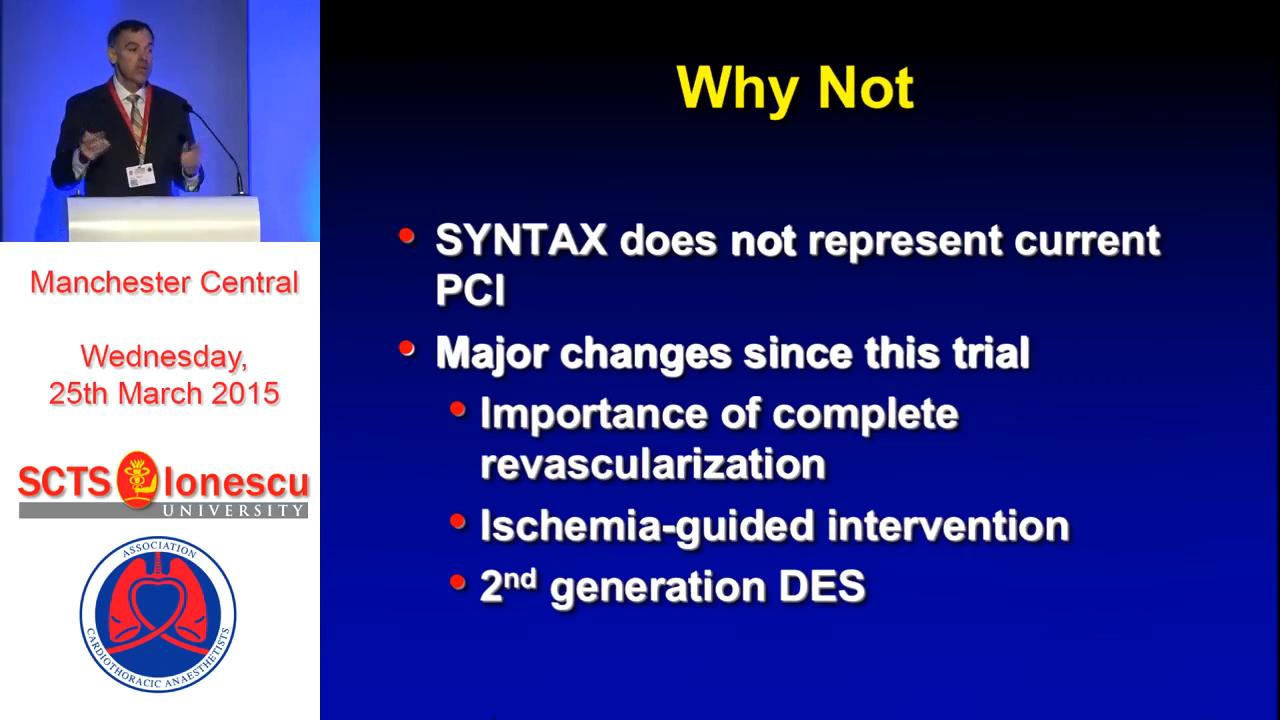 Manchester Central
Wednesday,
25th March 2015
SCTS Ionescu
UNIVERSITY
ASSOCIATION
CARDIOTHORACIC ANAESTHETISTS
Why Not
• SYNTAX does not represent current
PCI
• Major changes since this trial
• Importance of complete
revascularization
• Ischemia-guided intervention
• 2nd generation DES